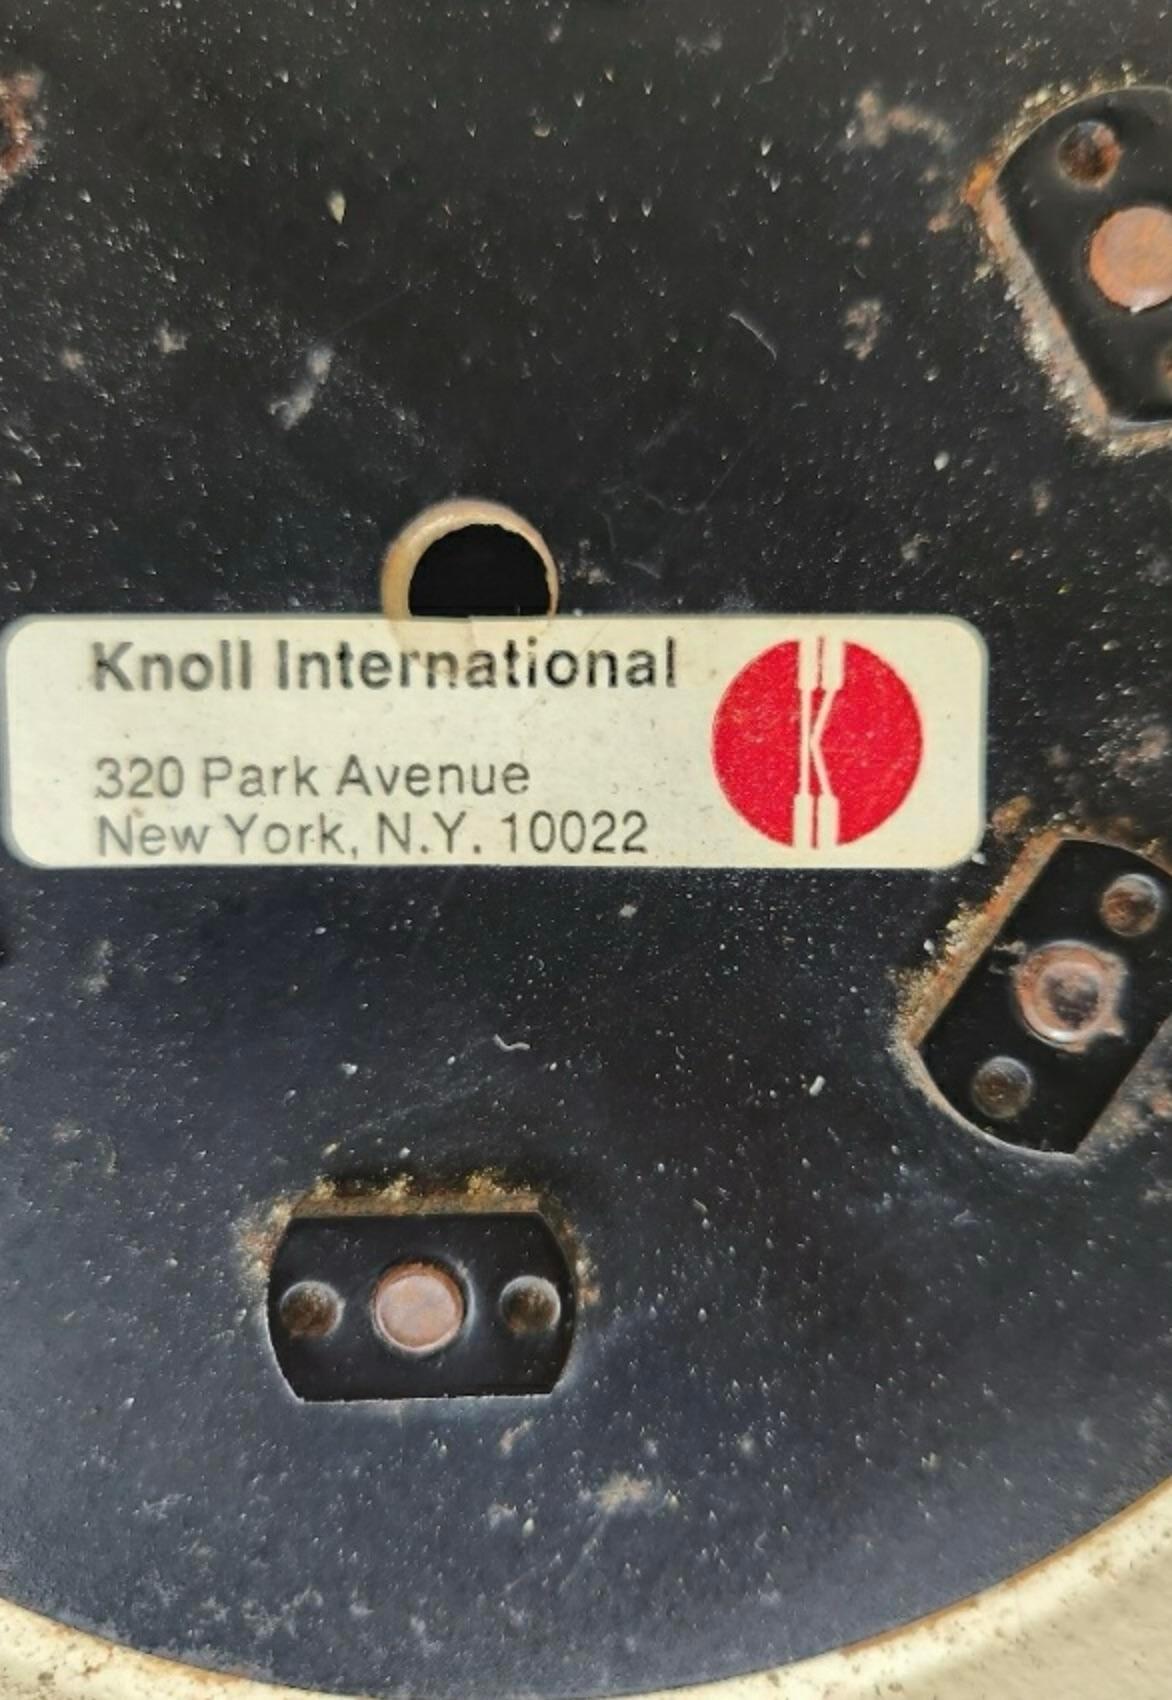 Knoll International
320 Park Avenue
New York, N.Y. 10022
K